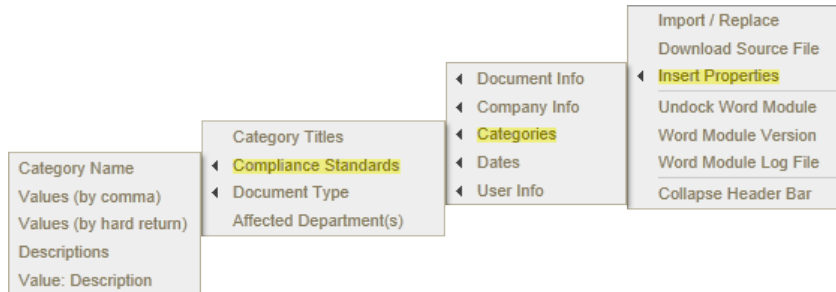 Import / Replace
Download Source File
Insert Properties
Undock Word Module
Word Module Version
Word Module Log File
Collapse Header Bar
Document Info
Company Info
Categories
Dates
User Info
Category Titles
Compliance Standards
Document Type
Affected Department(s)
Category Name
Values (by comma)
Values (by hard return)
Descriptions
Value: Description